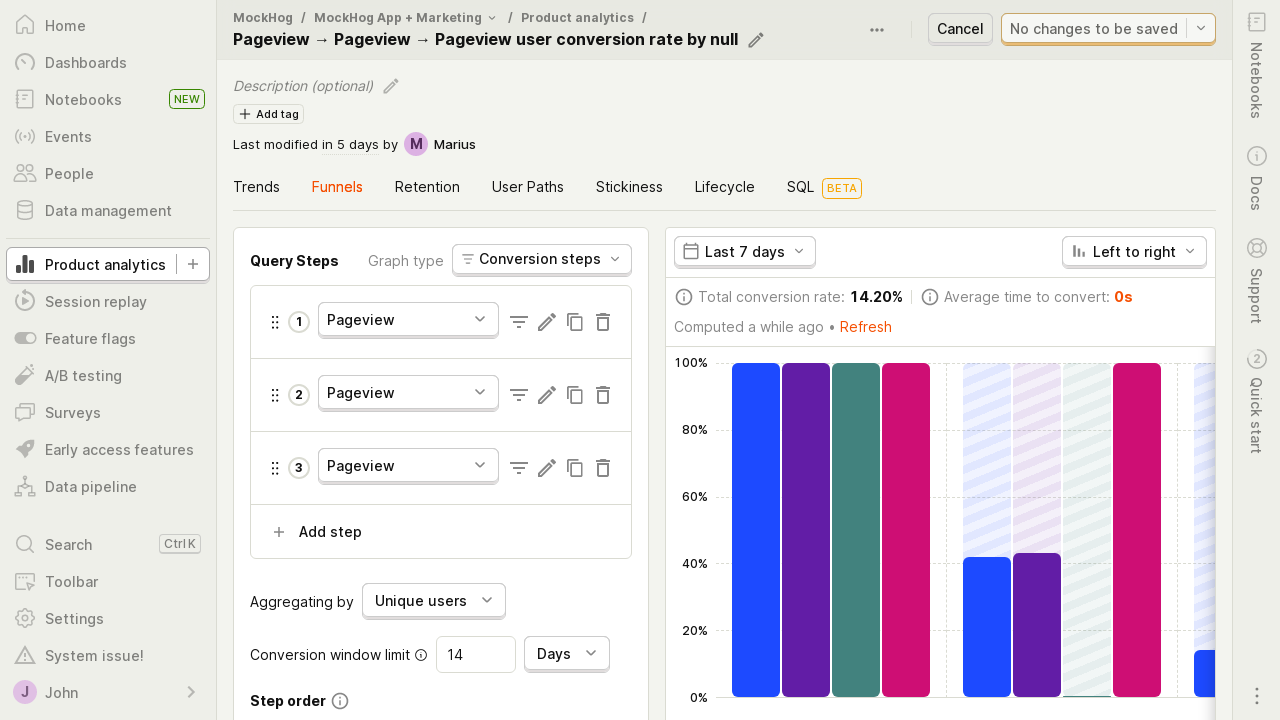 Home
Dashboards
Notebooks NEW
Events
People
Data management
Product analytics
Session replay
Feature flags
A/B testing
Surveys
Early access features
Data pipeline
Search Ctrl K
Toolbar
Settings
System issue!
J John
MockHog / MockHog App + Marketing / Product analytics /
Pageview → Pageview → Pageview user conversion rate by null
Cancel
No changes to be saved
Description (optional)
Add tag
Last modified in 5 days by M Marius
Trends Funnels Retention User Paths Stickiness Lifecycle SQL BETA
Query Steps Graph type Conversion steps
1 Pageview
2 Pageview
3 Pageview
Add step
Aggregating by Unique users
Conversion window limit 14 Days
Step order
Last 7 days Left to right
Total conversion rate: 14.20% Average time to convert: 0s
Computed a while ago • Refresh
100%
80%
60%
40%
20%
0%
Notebooks
Docs
Support
2 Quick start